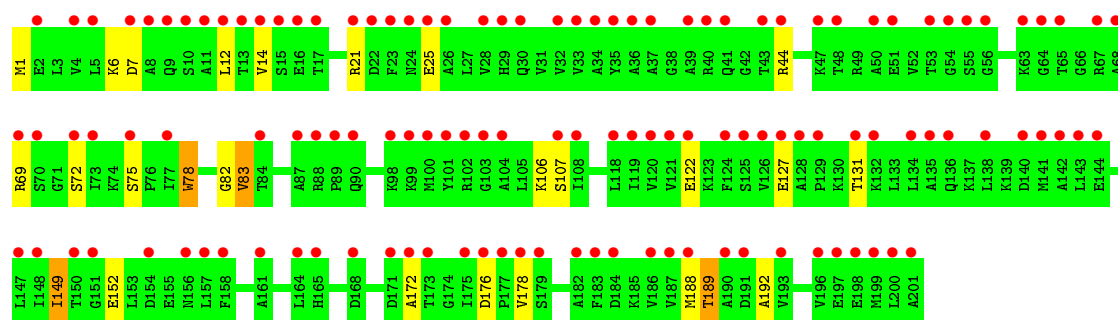 M1 E2 L3 V4 L5 K6 D7 A8 Q9 S10 A11 L12 T13 V14 S15 E16 T17 R21 D22 F23 N24 E25 A26 L27 V28 H29 Q30 V31 V32 V33 A34 Y35 A36 A37 G38 A39 R40 Q41 G42 T43 R44 K47 T48 R49 A50 E51 V52 T53 G54 S55 G56 K63 G64 T65 G66 R67 A68
R69 S70 G71 S72 I73 K74 S75 P76 I77 W78 G82 V83 T84 A87 R88 P89 Q90 K98 K99 M100 Y101 R102 G103 A104 L105 K106 S107 I108 L118 I119 V120 V121 E122 K123 F124 S125 V126 E127 A128 P129 K130 T131 K132 L133 L134 A135 Q136 K137 L138 K139 D140 M141 A142 L143 E144
L147 I148 I149 T150 G151 E152 L153 D154 E155 N156 L157 F158 A161 L164 H165 D168 D171 A172 T173 G174 I175 D176 P177 V178 S179 A182 F183 D184 K185 V186 V187 M188 T189 A190 D191 A192 V193 V196 E197 E198 M199 L200 A201